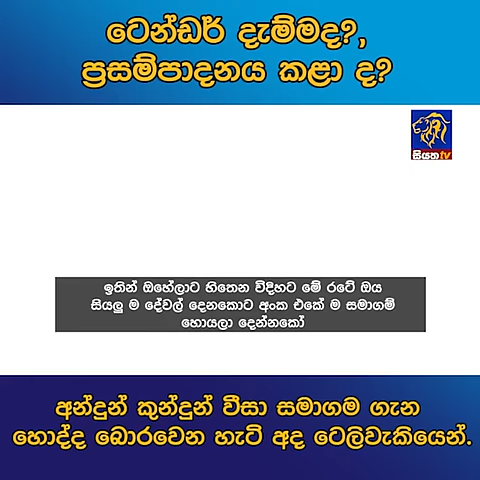 ටෙන්ඩර් දැම්මද?,
ප්‍රසම්පාදනය කළා ද?
සියත tv
ඉතින් ඔහේලාට හිතෙන විදිහට මේ රටේ ඔය
සියලු ම දේවල් දෙනකොට අංක එකේ ම සමාගම්
හොයලා දෙන්නකෝ
අන්දුන් කුන්දුන් වීසා සමාගම ගැන
හොද්ද බොරවෙන හැටි අද ටෙලිවැකියෙන්.